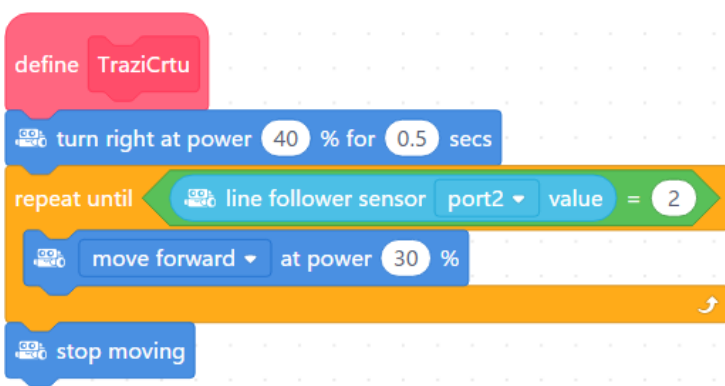 define TraziCrtu
turn right at power 40 % for 0.5 secs
repeat until line follower sensor port2 value = 2
move forward at power 30 %
stop moving